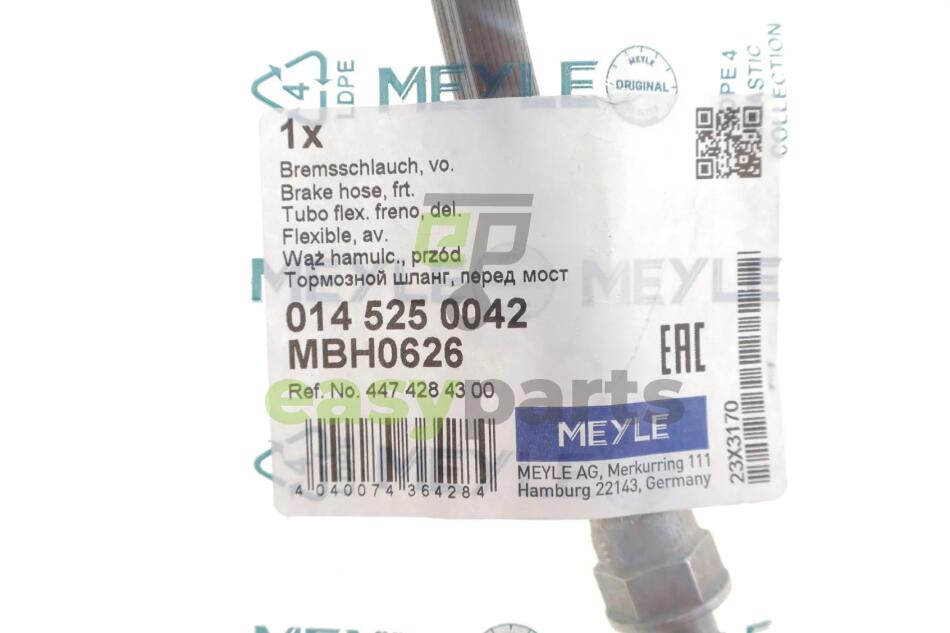 4
LDPE
MEYLE
MEYLE
ORIGINAL
PE 4
STIC
COLLECTION
1x
Bremsschlauch, vo.
Brake hose, frt.
Tubo flex. freno, del.
Flexible, av.
Wąż hamulc., przód
Тормозной шланг, перед мост
MEYLE
MEYLE
014 525 0042
MBH0626
EAC
Ref. No. 447 428 43 00
easyparts
MEYLE
MEYLE AG, Merkurring 111
Hamburg 22143, Germany
4 040074 364284
23X3170